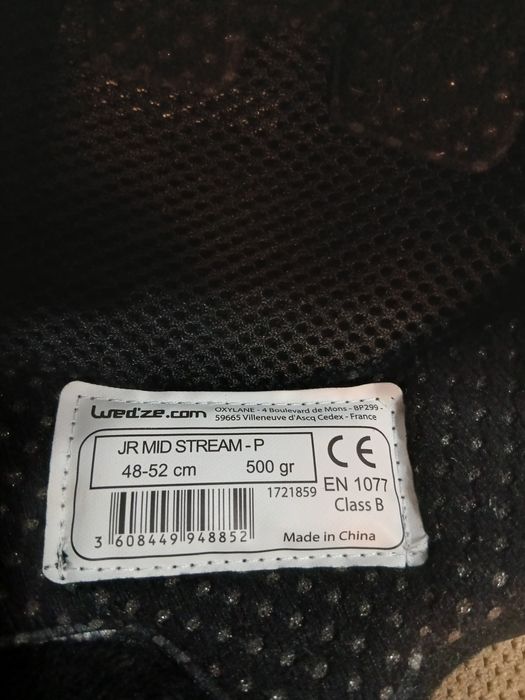 wed'ze.com OXYLANE - 4 Boulevard de Mons - BP299 -
59665 Villeneuve d'Ascq Cedex - France
JR MID STREAM - P
48-52 cm 500 gr
CE
1721859
EN 1077
Class B
3 608449 948852
Made in China